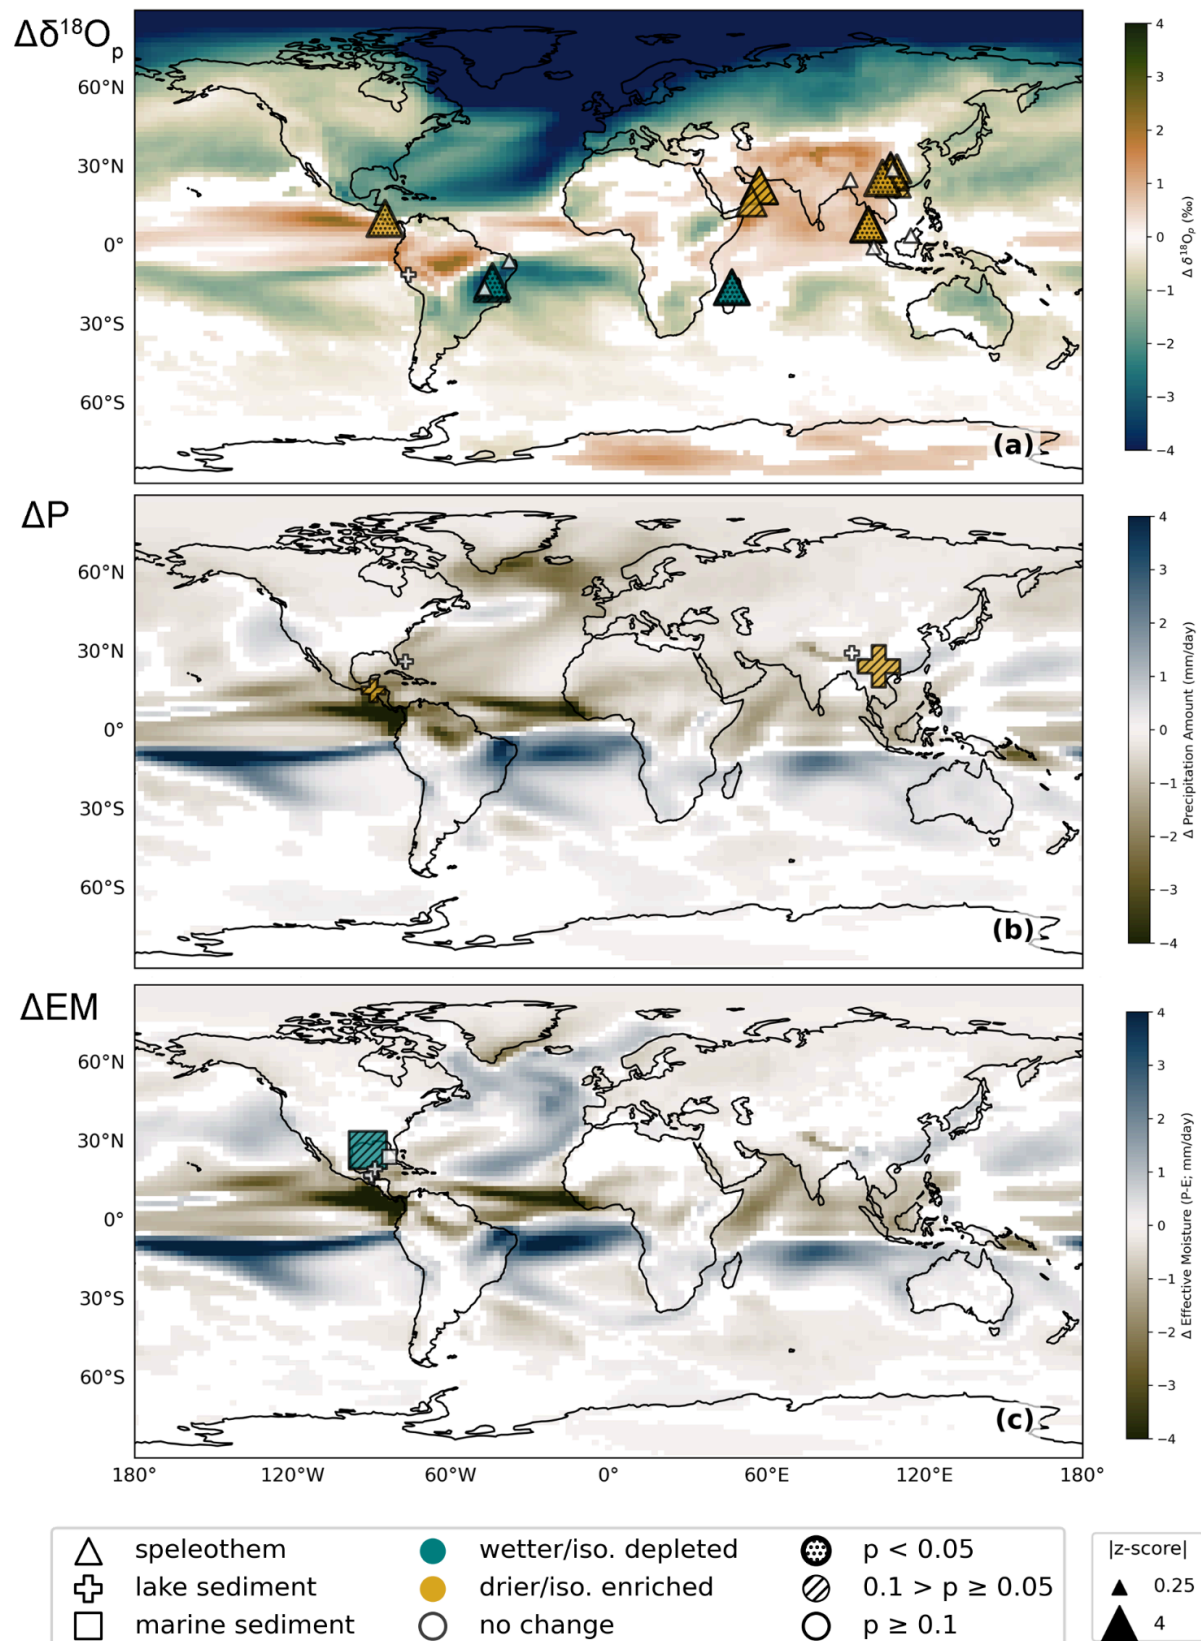 Δδ¹⁸Op
60°N
30°N
0°
30°S
60°S
(a)
4
3
2
1
0
−1
−2
−3
−4
Δ δ¹⁸Op (‰)
ΔP
60°N
30°N
0°
30°S
60°S
(b)
4
3
2
1
0
−1
−2
−3
−4
Δ Precipitation Amount (mm/day)
ΔEM
60°N
30°N
0°
30°S
60°S
(c)
4
3
2
1
0
−1
−2
−3
−4
Δ Effective Moisture (P-E; mm/day)
180° 120°W 60°W 0° 60°E 120°E 180°
speleothem wetter/iso. depleted p < 0.05
lake sediment drier/iso. enriched 0.1 > p ≥ 0.05
marine sediment no change p ≥ 0.1
|z-score|
0.25
4